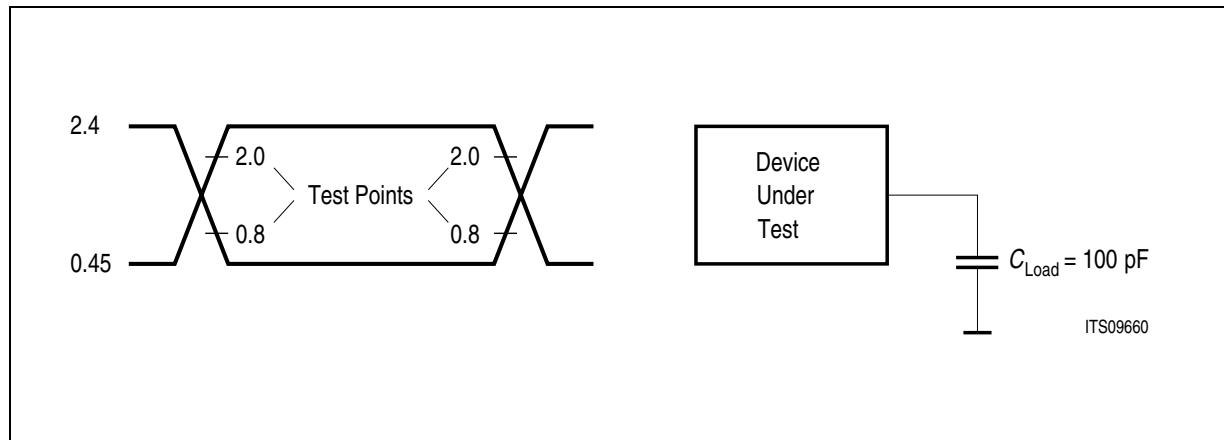 2.4
2.0
2.0
Test Points
0.8
0.8
0.45
Device
Under
Test
C Load = 100 pF
ITS09660